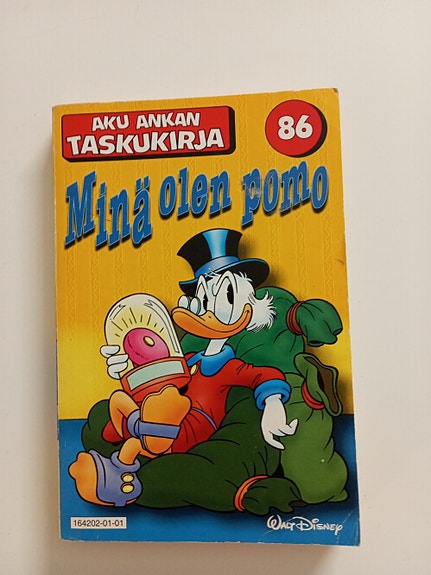 AKU ANKAN
TASKUKIRJA
86
Minä olen pomo
164202-01-01
WALT DISNEY